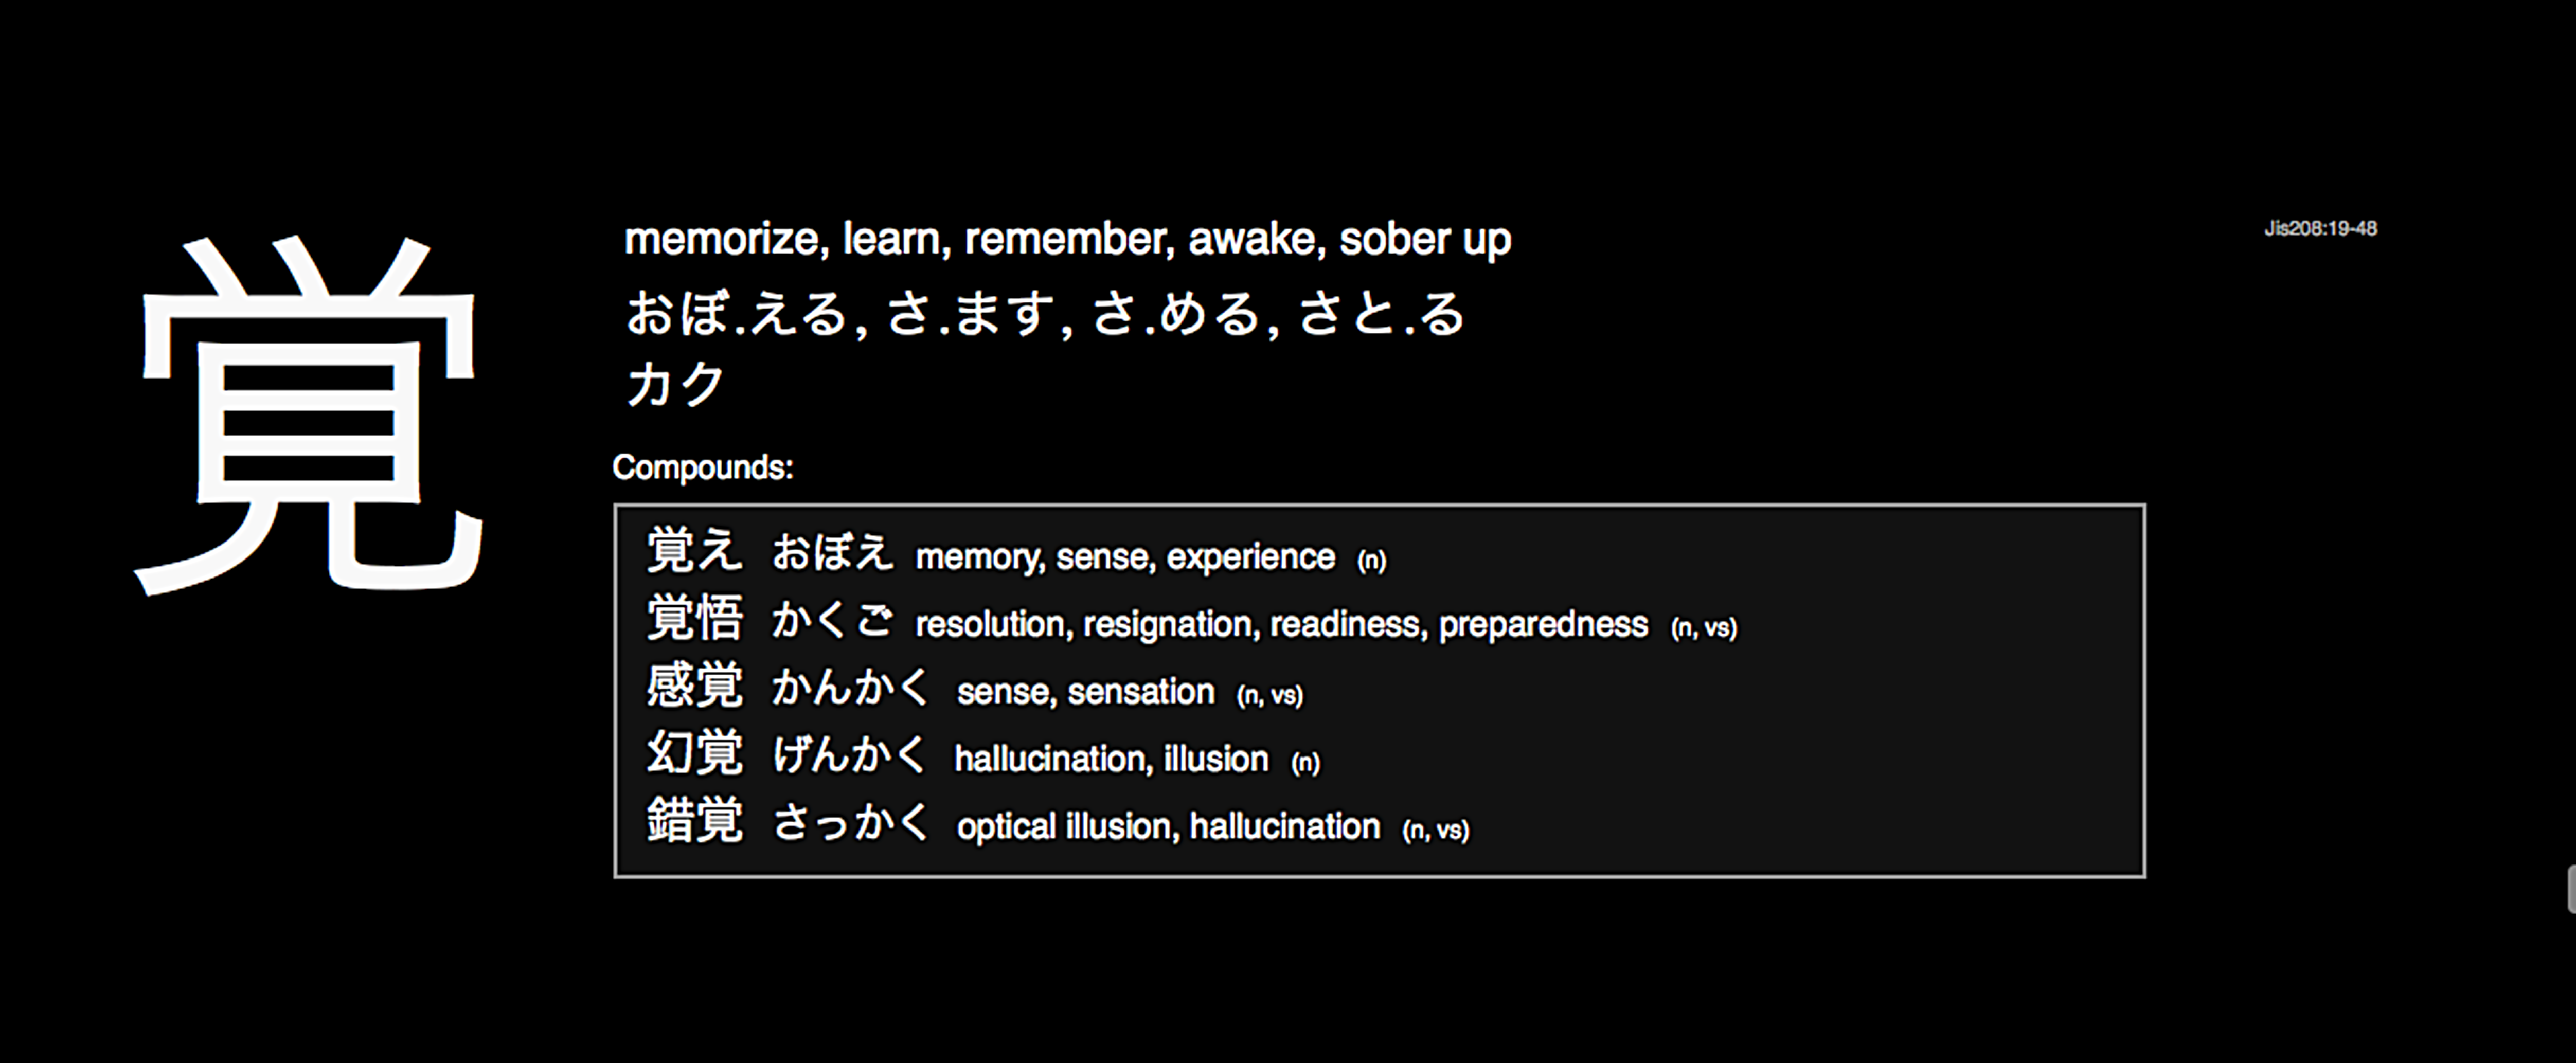 覚
memorize, learn, remember, awake, sober up
Jis208:19-48
おぼ.える, さ.ます, さ.める, さと.る
カク
Compounds:
覚え おぼえ memory, sense, experience (n)
覚悟 かくご resolution, resignation, readiness, preparedness (n, vs)
感覚 かんかく sense, sensation (n, vs)
幻覚 げんかく hallucination, illusion (n)
錯覚 さっかく optical illusion, hallucination (n, vs)